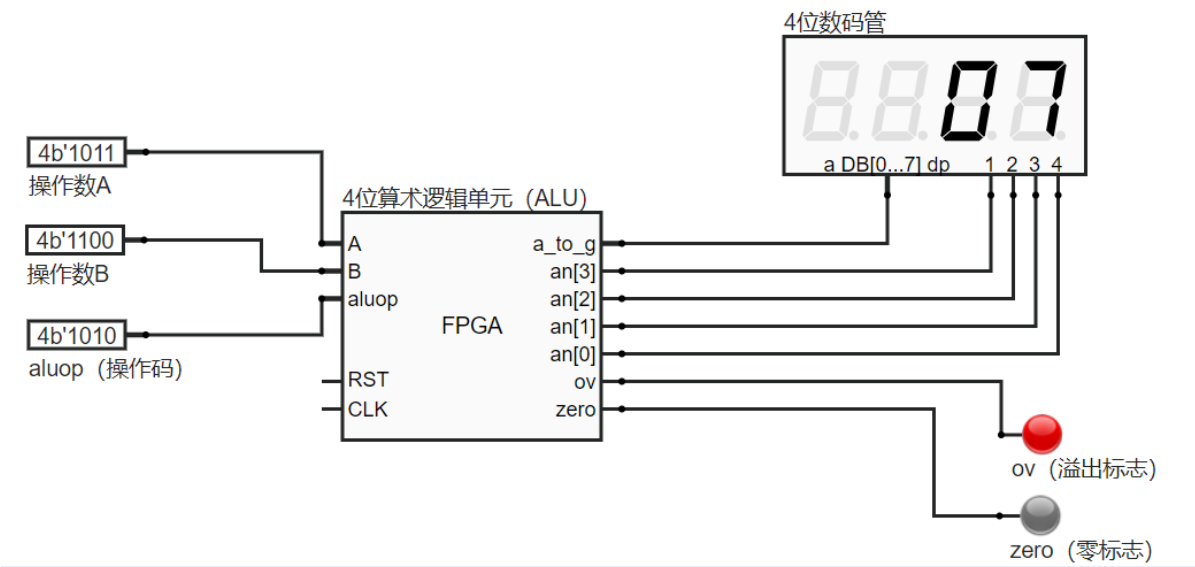 4位数码管
07
a DB[0...7] dp 1 2 3 4
4b'1011
操作数A
4b'1100
操作数B
4b'1010
aluop（操作码）
4位算术逻辑单元（ALU）
A
B
aluop
FPGA
RST
CLK
a_to_g
an[3]
an[2]
an[1]
an[0]
ov
zero
ov（溢出标志）
zero（零标志）